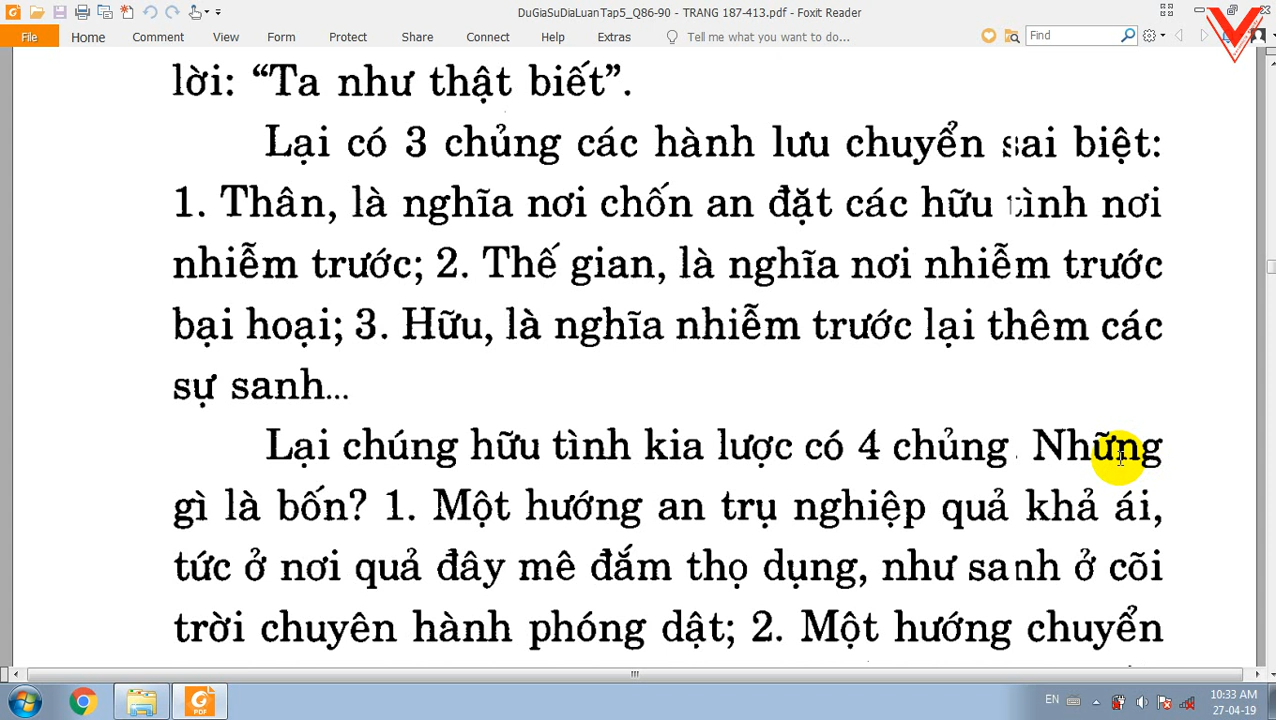 DuGiaSuDiaLuanTap5_Q86-90 - TRANG 187-413.pdf - Foxit Reader
File Home Comment View Form Protect Share Connect Help Extras Tell me what you want to do... Find
lời: “Ta như thật biết”.
Lại có 3 chủng các hành lưu chuyển sai biệt:
1. Thân, là nghĩa nơi chốn an đặt các hữu tình nơi
nhiễm trước; 2. Thế gian, là nghĩa nơi nhiễm trước
bại hoại; 3. Hữu, là nghĩa nhiễm trước lại thêm các
sự sanh...
Lại chúng hữu tình kia lược có 4 chủng. Những
gì là bốn? 1. Một hướng an trụ nghiệp quả khả ái,
tức ở nơi quả đây mê đắm thọ dụng, như sanh ở cõi
trời chuyên hành phóng dật; 2. Một hướng chuyển
EN 10:33 AM
27-04-19